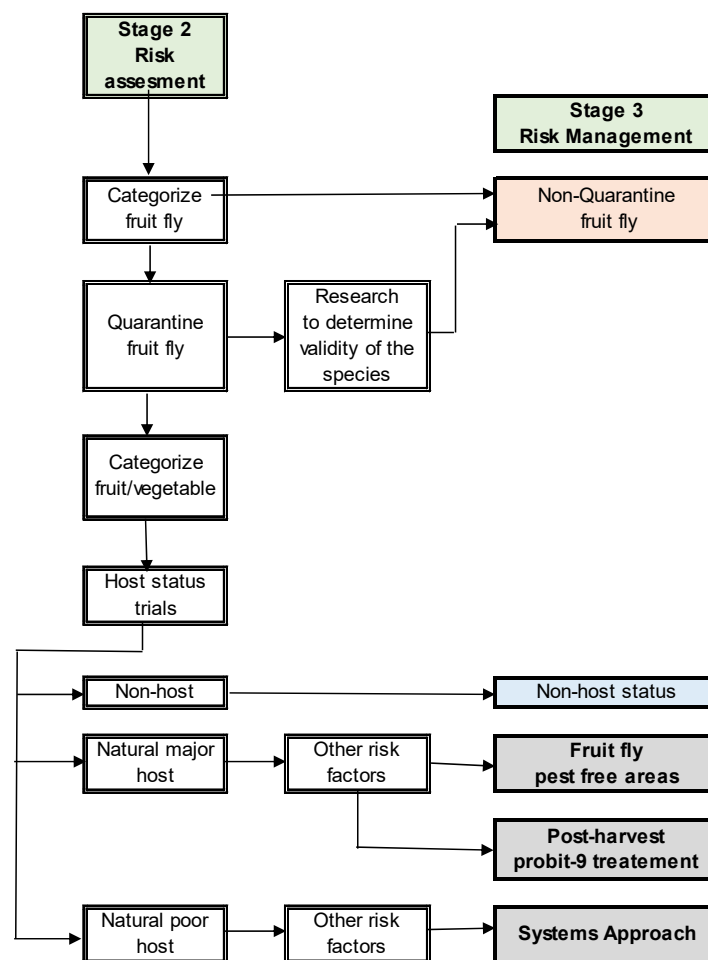 Stage 2
Risk
assesment
Stage 3
Risk Management
Categorize
fruit fly
Non-Quarantine
fruit fly
Quarantine
fruit fly
Research
to determine
validity of the
species
Categorize
fruit/vegetable
Host status
trials
Non-host
Non-host status
Natural major
host
Other risk
factors
Fruit fly
pest free areas
Post-harvest
probit-9 treatement
Natural poor
host
Other risk
factors
Systems Approach